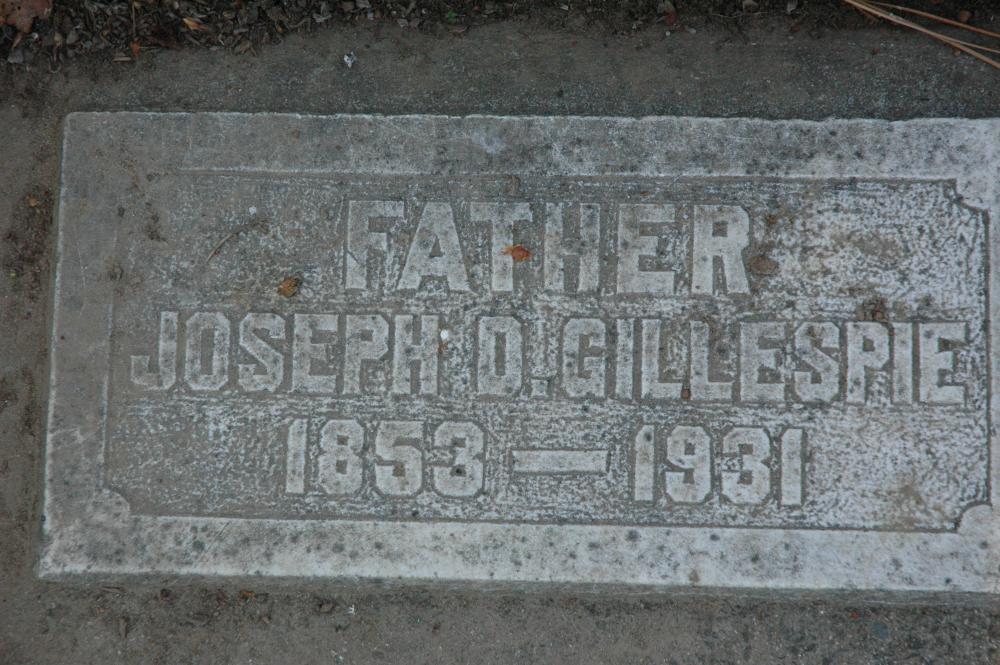 FATHER
JOSEPH D. GILLESPIE
1853 — 1931